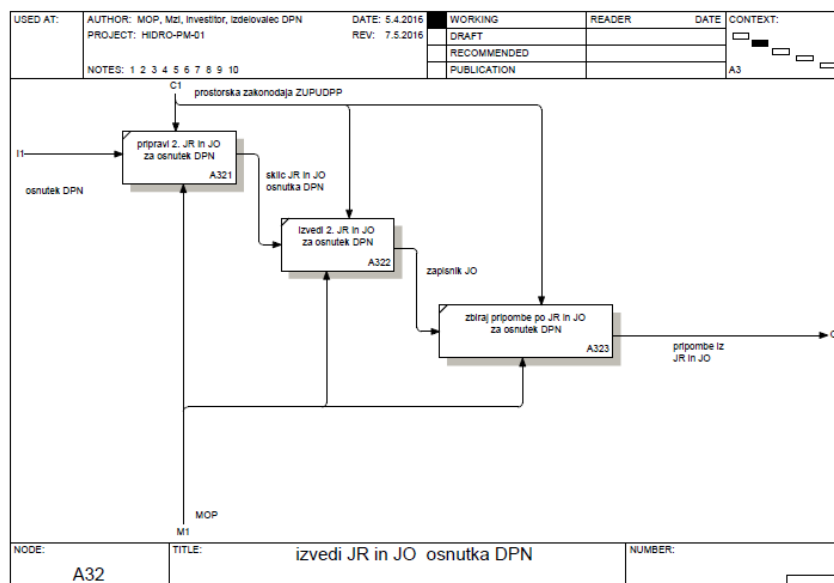 USED AT:
AUTHOR: MOP, MzI, investitor, izdelovalec DPN
DATE: 5.4.2016
PROJECT: HIDRO-PM-01
REV: 7.5.2016
NOTES: 1 2 3 4 5 6 7 8 9 10
WORKING
DRAFT
RECOMMENDED
PUBLICATION
READER
DATE
CONTEXT:
A3
C1
prostorska zakonodaja ZUPUDPP
I1
osnutek DPN
pripravi 2. JR in JO
za osnutek DPN
A321
sklic JR in JO
osnutka DPN
izvedi 2. JR in JO
za osnutek DPN
A322
zapisnik JO
zbiraj pripombe po JR in JO
za osnutek DPN
A323
pripombe iz
JR in JO
MOP
M1
NODE:
A32
TITLE:
izvedi JR in JO osnutka DPN
NUMBER: